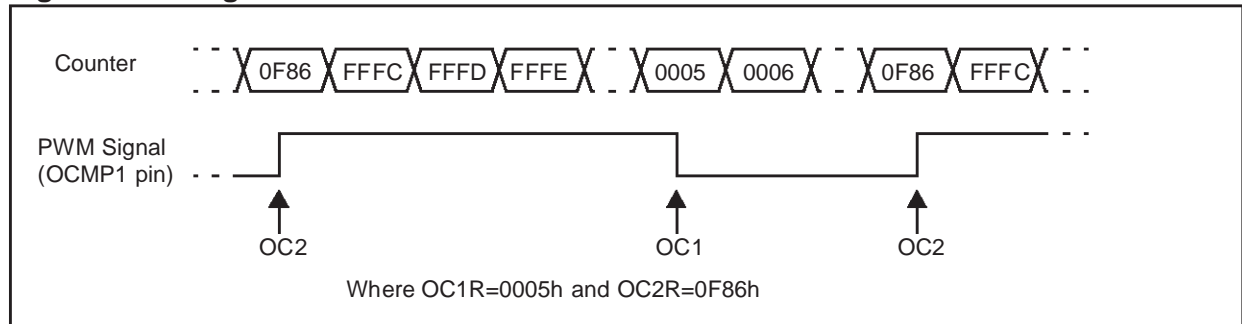 Counter
0F86 FFFC FFFD FFFE 0005 0006 0F86 FFFC
PWM Signal
(OCMP1 pin)
OC2 OC1 OC2
Where OC1R=0005h and OC2R=0F86h